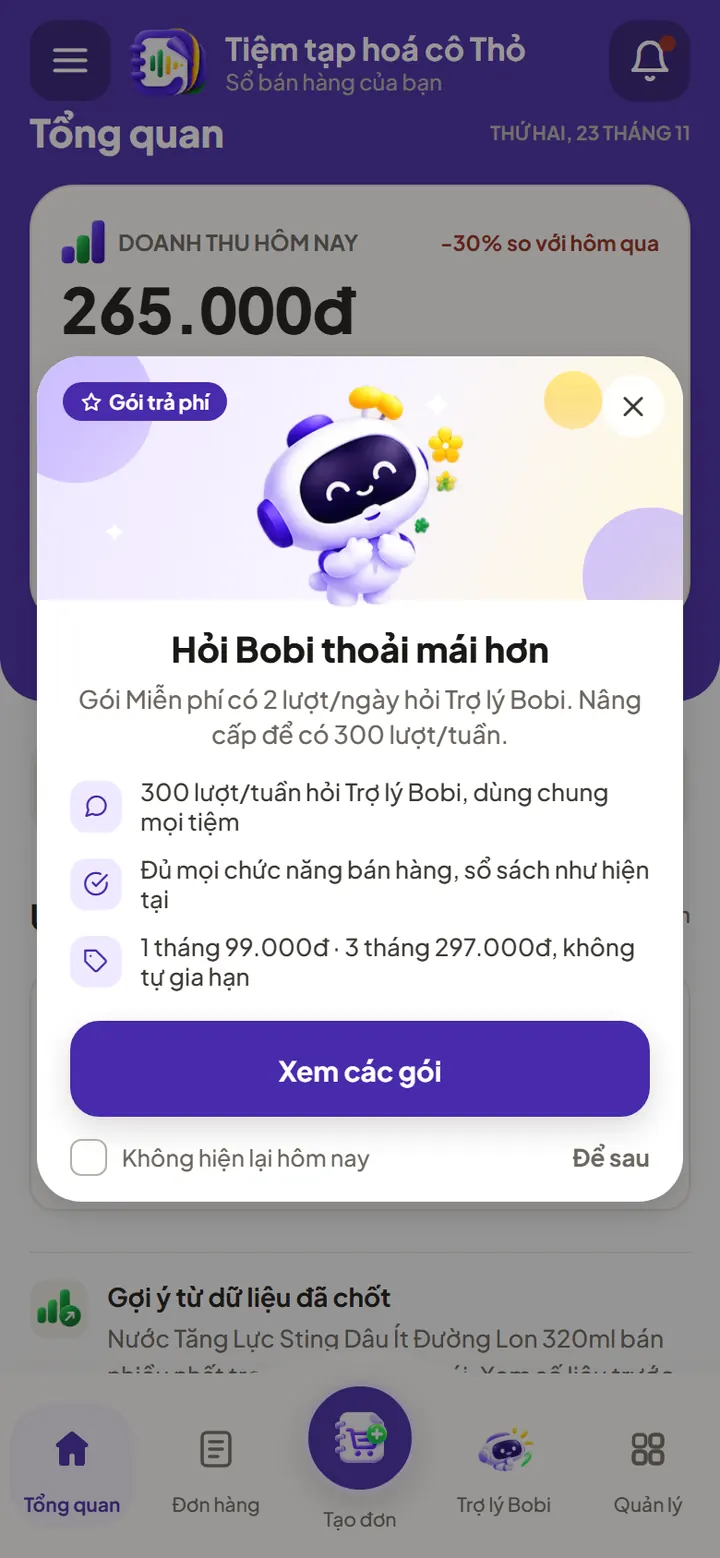 Tiệm tạp hoá cô Thỏ
Sổ bán hàng của bạn
Tổng quan
THỨ HAI, 23 THÁNG 11
DOANH THU HÔM NAY
-30% so với hôm qua
265.000đ
Gói trả phí
Hỏi Bobi thoải mái hơn
Gói Miễn phí có 2 lượt/ngày hỏi Trợ lý Bobi. Nâng
cấp để có 300 lượt/tuần.
300 lượt/tuần hỏi Trợ lý Bobi, dùng chung
mọi tiệm
Đủ mọi chức năng bán hàng, sổ sách như hiện
tại
1 tháng 99.000đ · 3 tháng 297.000đ, không
tự gia hạn
Xem các gói
Không hiện lại hôm nay
Để sau
Gợi ý từ dữ liệu đã chốt
Nước Tăng Lực Sting Dâu Ít Đường Lon 320ml bán
Tổng quan
Đơn hàng
Tạo đơn
Trợ lý Bobi
Quản lý